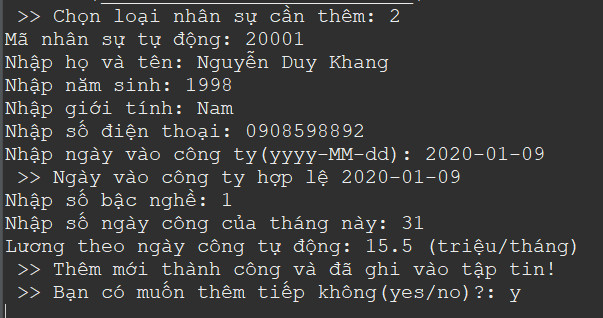 >> Chọn loại nhân sự cần thêm: 2
Mã nhân sự tự động: 20001
Nhập họ và tên: Nguyễn Duy Khang
Nhập năm sinh: 1998
Nhập giới tính: Nam
Nhập số điện thoại: 0908598892
Nhập ngày vào công ty(yyyy-MM-dd): 2020-01-09
>> Ngày vào công ty hợp lệ 2020-01-09
Nhập số bậc nghề: 1
Nhập số ngày công của tháng này: 31
Lương theo ngày công tự động: 15.5 (triệu/tháng)
>> Thêm mới thành công và đã ghi vào tập tin!
>> Bạn có muốn thêm tiếp không(yes/no)?: y